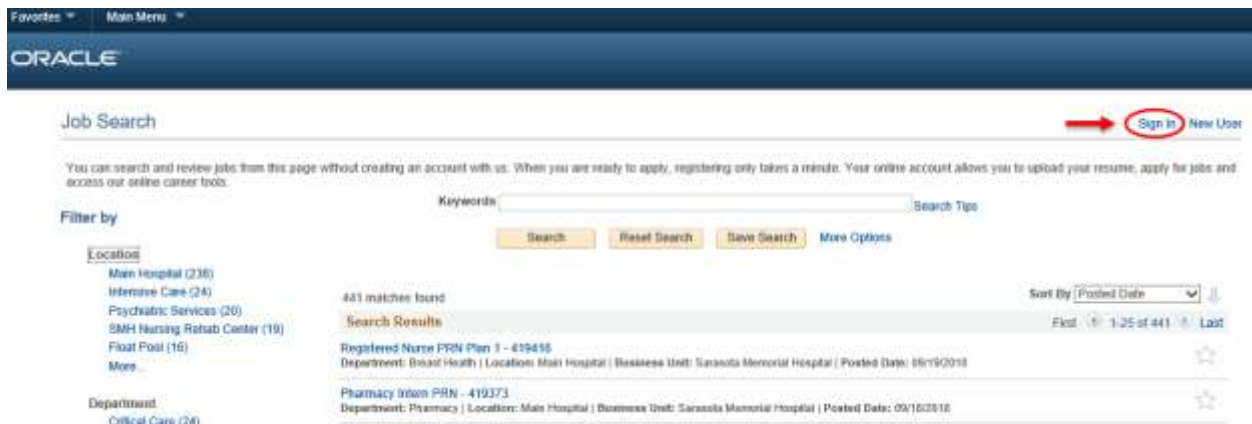 Favorites Main Menu
ORACLE
Job Search
Sign In New User
You can search and review jobs from this page without creating an account with us. When you are ready to apply, registering only takes a minute. Your online account allows you to upload your resume, apply for jobs and
access our online career tools.
Keywords Search Tips
Filter by
Search Reset Search Save Search More Options
Location
Main Hospital (238)
Intensive Care (24)
Psychiatric Services (20)
SMH Nursing Rehab Center (19)
Float Pool (16)
More...
441 matches found
Sort By Posted Date
Search Results
First 1-25 of 441 Last
Registered Nurse PRN Plan 1 - 419416
Department: Breast Health | Location: Main Hospital | Business Unit: Sarasota Memorial Hospital | Posted Date: 09/19/2018
Pharmacy Intern PRN - 419373
Department: Pharmacy | Location: Main Hospital | Business Unit: Sarasota Memorial Hospital | Posted Date: 09/18/2018
Department
Critical Care (24)